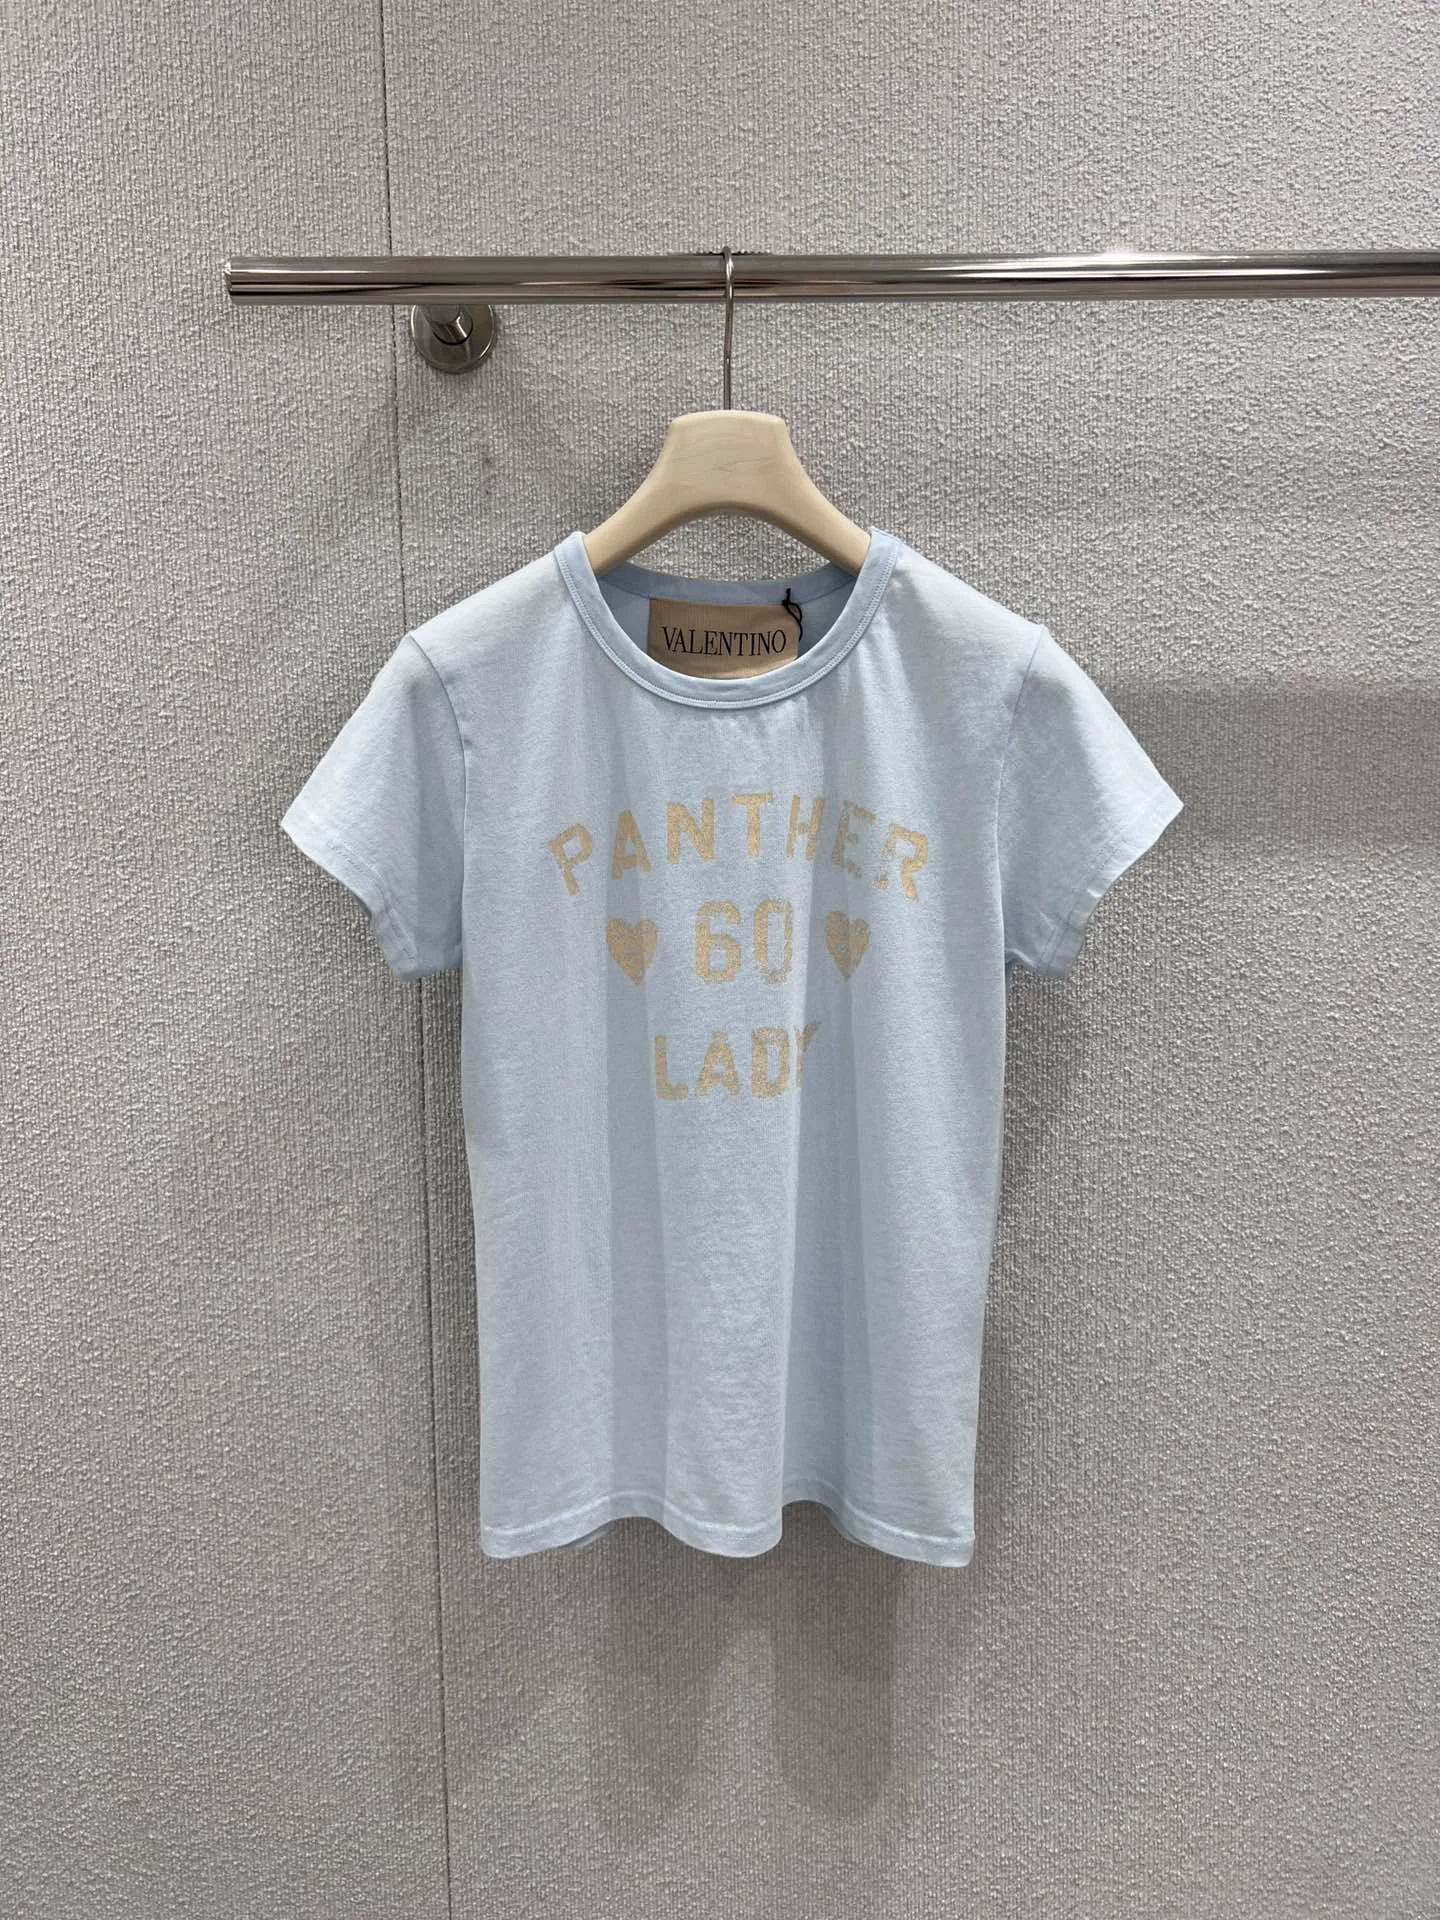 VALENTINO
PANTHER
60
LADY